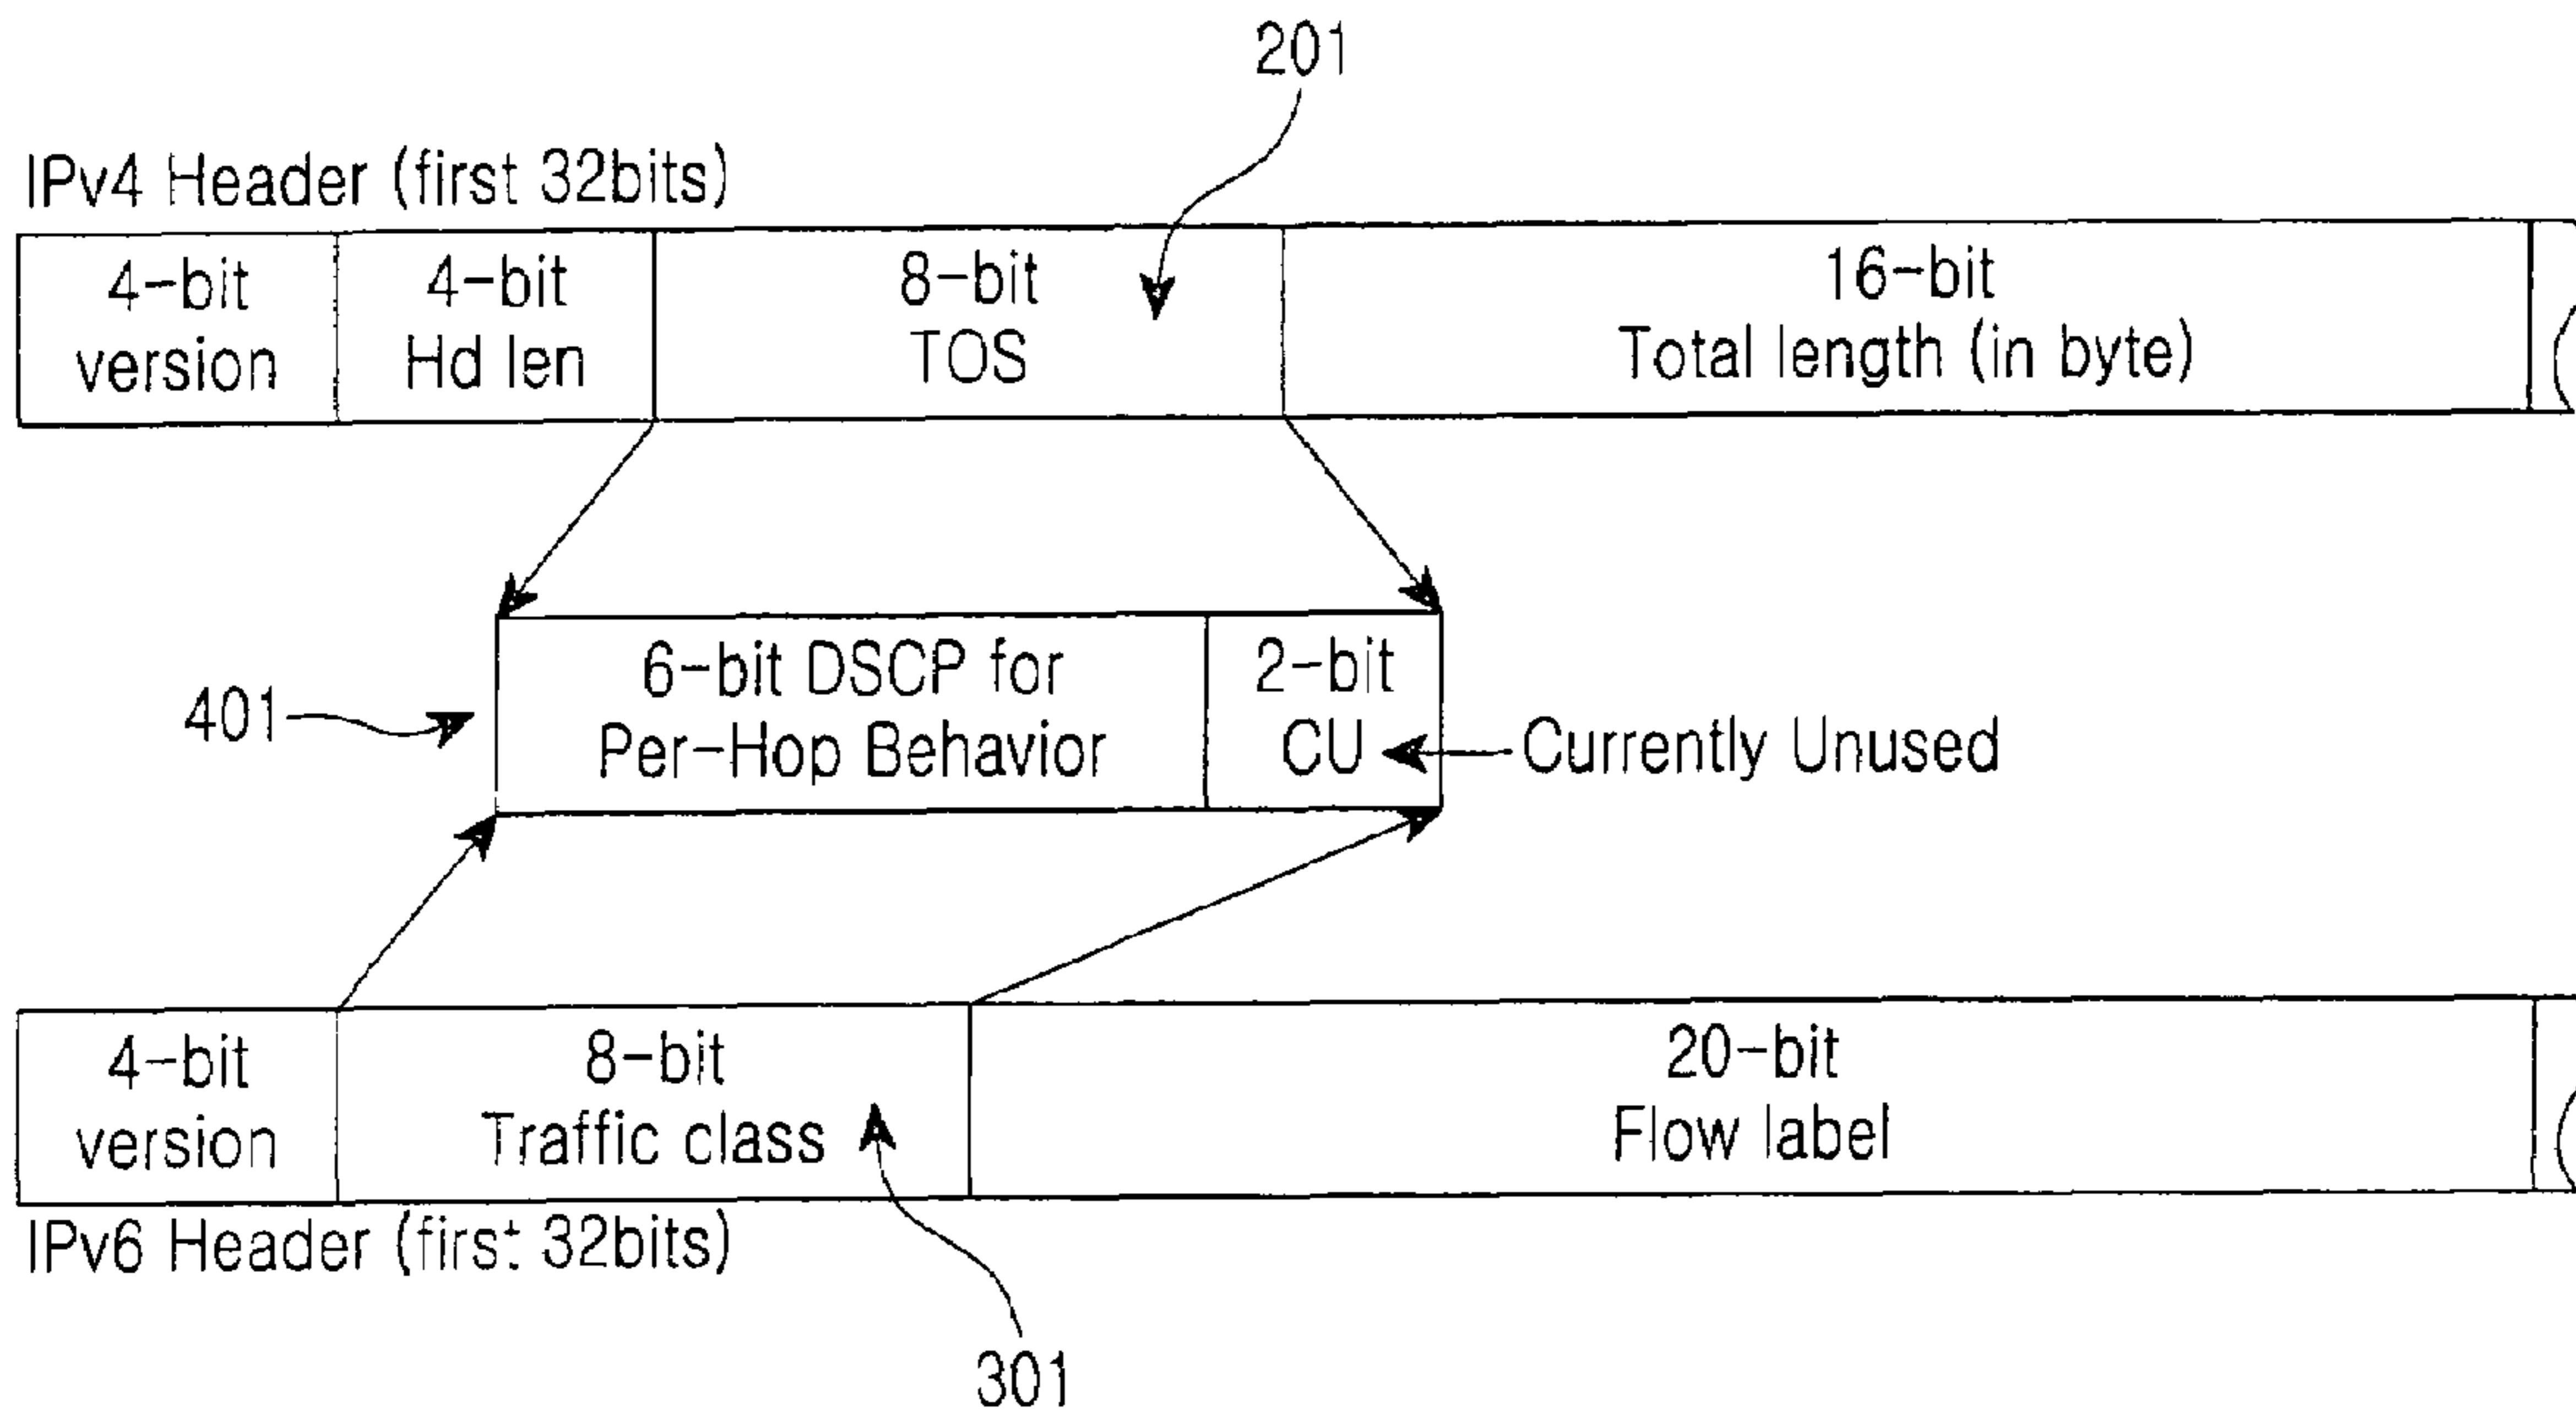 201
IPv4 Header (first 32bits)
4-bit
version
4-bit
Hd len
8-bit
TOS
16-bit
Total length (in byte)
401
6-bit DSCP for
Per-Hop Behavior
2-bit
CU
Currently Unused
4-bit
version
8-bit
Traffic class
20-bit
Flow label
IPv6 Header (first 32bits)
301